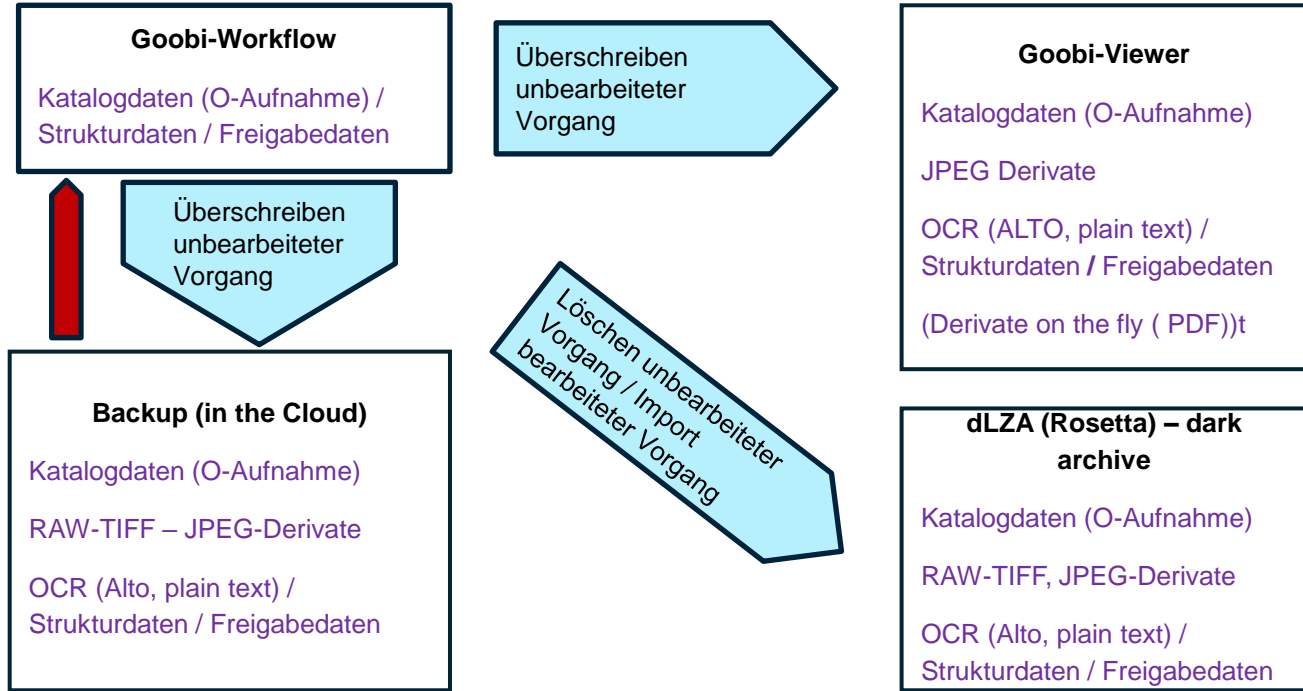 Goobi-Workflow
Katalogdaten (O-Aufnahme) /
Strukturdaten / Freigabedaten
Überschreiben
unbearbeiteter
Vorgang
Goobi-Viewer
Katalogdaten (O-Aufnahme)
JPEG Derivate
OCR (ALTO, plain text) /
Strukturdaten / Freigabedaten
(Derivate on the fly ( PDF))t
Überschreiben
unbearbeiteter
Vorgang
Löschen unbearbeiteter
Vorgang / Import
bearbeiteter Vorgang
Backup (in the Cloud)
Katalogdaten (O-Aufnahme)
RAW-TIFF – JPEG-Derivate
OCR (Alto, plain text) /
Strukturdaten / Freigabedaten
dLZA (Rosetta) – dark
archive
Katalogdaten (O-Aufnahme)
RAW-TIFF, JPEG-Derivate
OCR (Alto, plain text) /
Strukturdaten / Freigabedaten